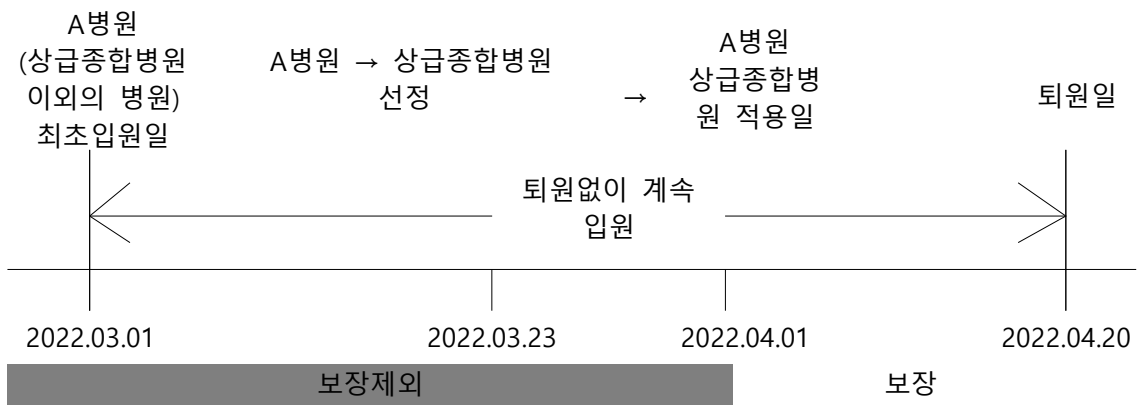 A병원
(상급종합병원
이외의 병원)
최초입원일
A병원 → 상급종합병원
선정
→
A병원
상급종합병
원 적용일
퇴원일
퇴원없이 계속
입원
2022.03.01
2022.03.23
2022.04.01
2022.04.20
보장제외
보장